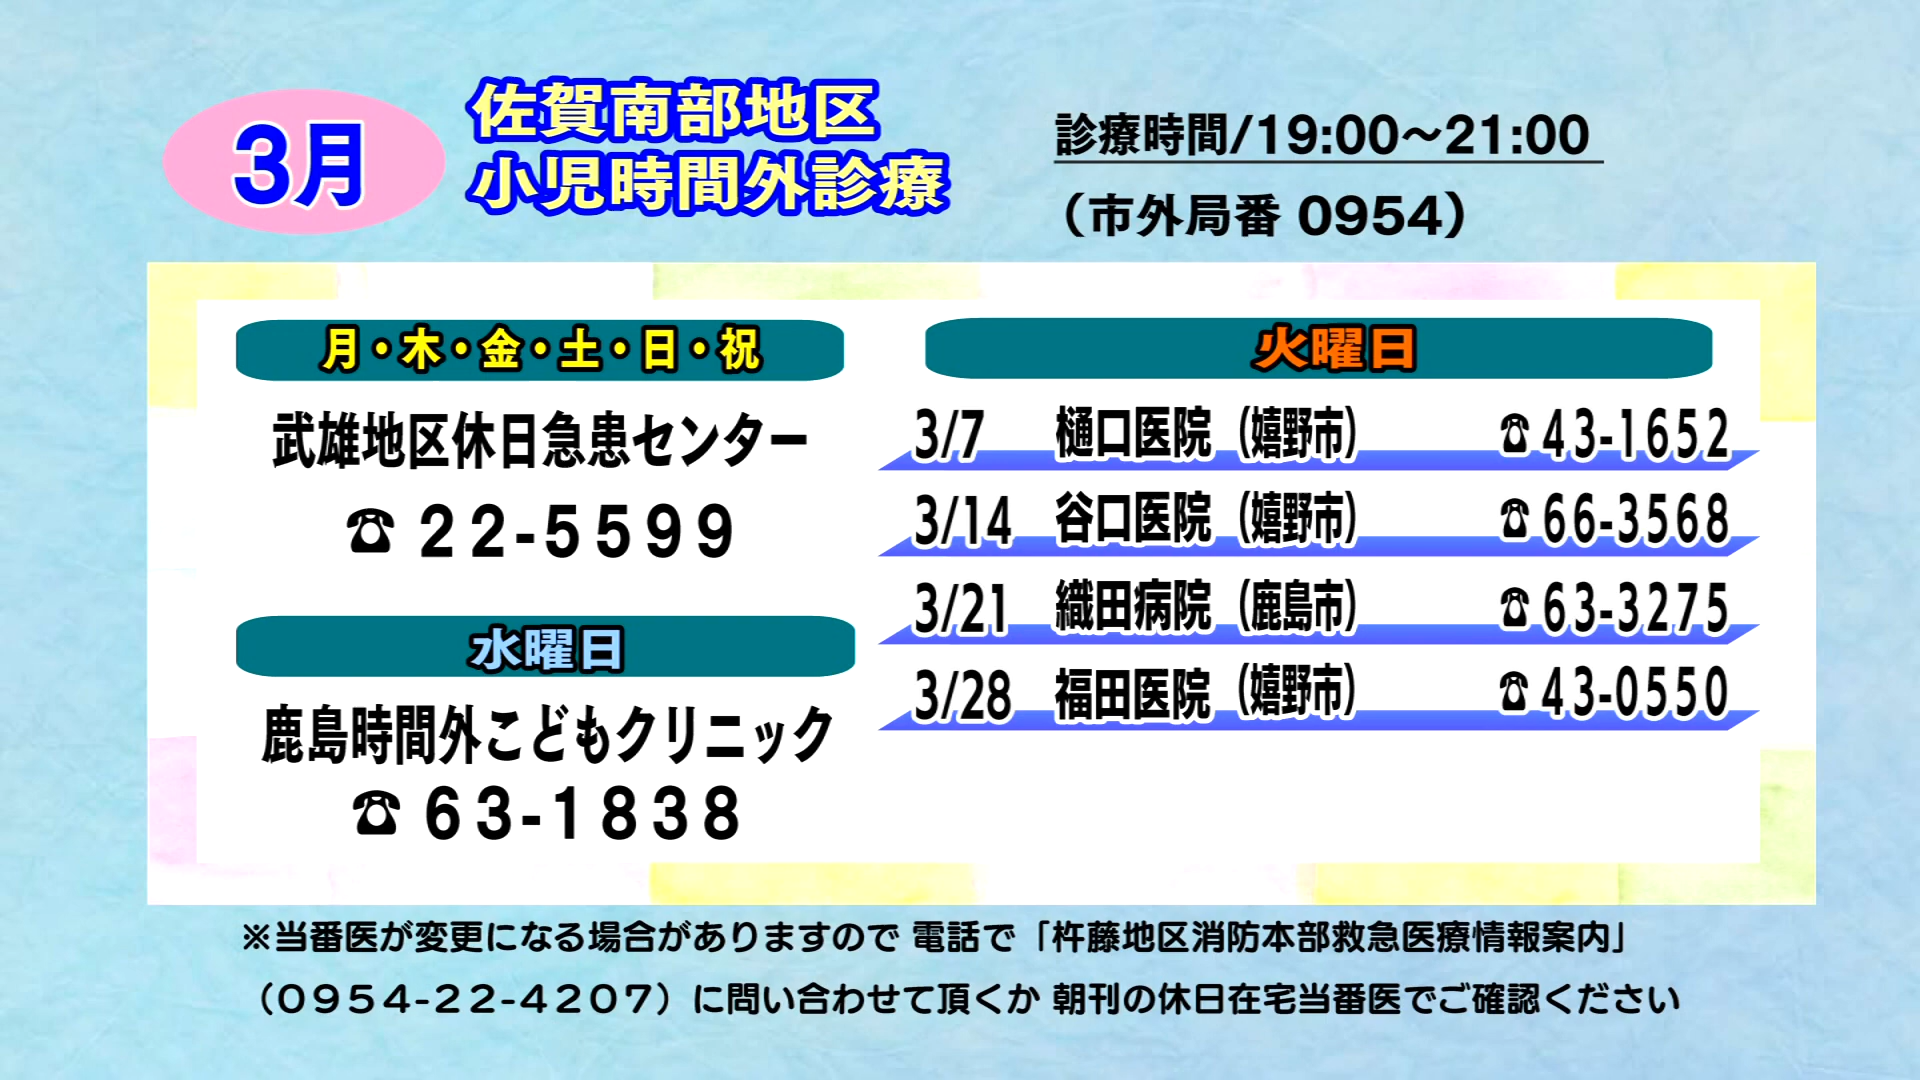 3月
佐賀南部地区
小児時間外診療
診療時間/19:00～21:00
（市外局番 0954）
月・木・金・土・日・祝
武雄地区休日急患センター
☎ 22-5599
水曜日
鹿島時間外こどもクリニック
☎ 63-1838
火曜日
3/7 樋口医院（嬉野市） ☎ 43-1652
3/14 谷口医院（嬉野市） ☎ 66-3568
3/21 織田病院（鹿島市） ☎ 63-3275
3/28 福田医院（嬉野市） ☎ 43-0550
※当番医が変更になる場合がありますので 電話で「杵藤地区消防本部救急医療情報案内」
（０９５４-２２-４２０７）に問い合わせて頂くか 朝刊の休日在宅当番医でご確認ください